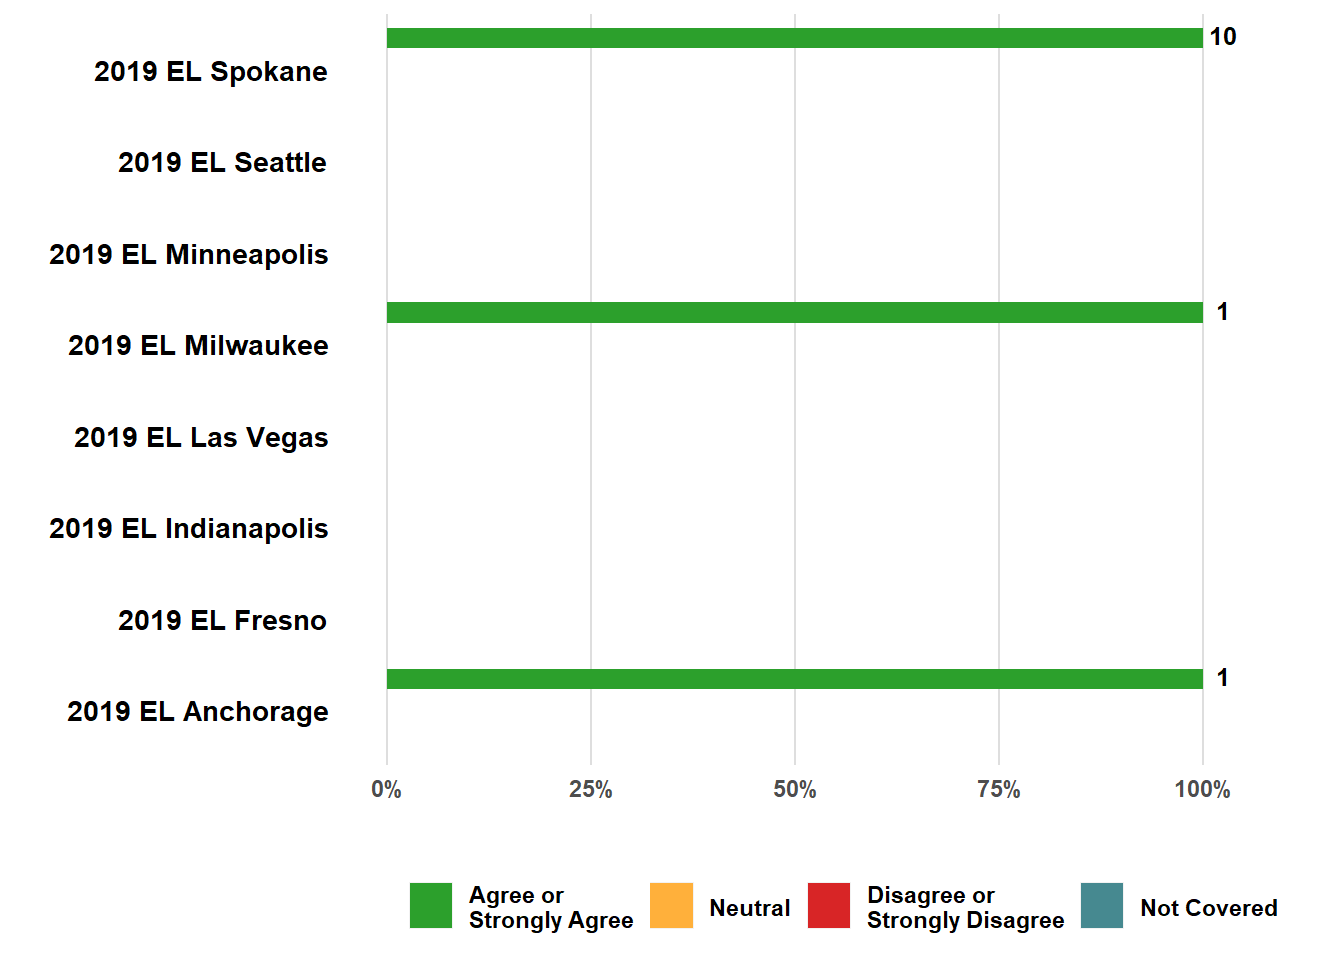 10
2019 EL Spokane
2019 EL Seattle
2019 EL Minneapolis
1
2019 EL Milwaukee
2019 EL Las Vegas
2019 EL Indianapolis
2019 EL Fresno
1
2019 EL Anchorage
0% 25% 50% 75% 100%
Agree or
Strongly Agree
Neutral
Disagree or
Strongly Disagree
Not Covered